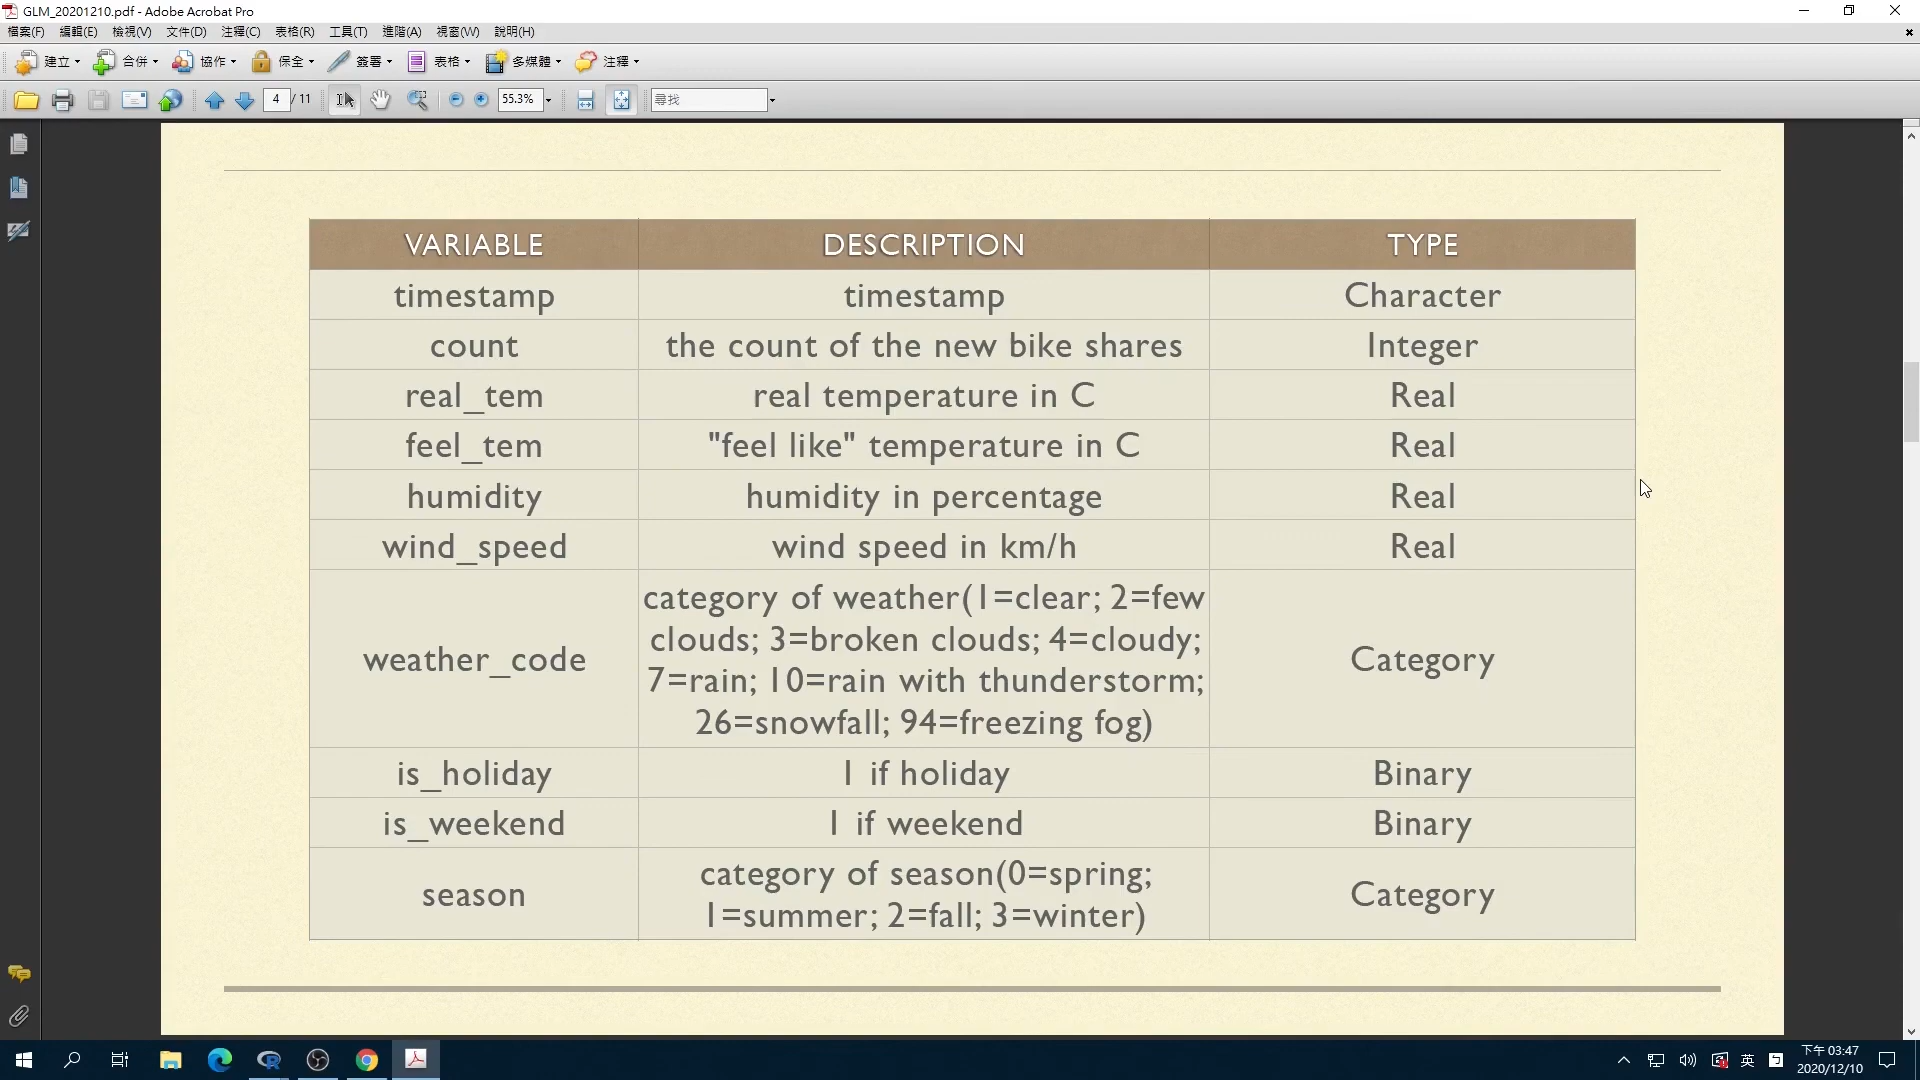 GLM_20201210.pdf - Adobe Acrobat Pro
檔案(F) 編輯(E) 檢視(V) 文件(D) 注釋(C) 表格(R) 工具(T) 進階(A) 視窗(W) 說明(H)
建立 合併 協作 保全 簽署 表格 多媒體 注釋
4 / 11 55.3% 尋找
VARIABLE DESCRIPTION TYPE
timestamp timestamp Character
count the count of the new bike shares Integer
real_tem real temperature in C Real
feel_tem "feel like" temperature in C Real
humidity humidity in percentage Real
wind_speed wind speed in km/h Real
weather_code category of weather(1=clear; 2=few
clouds; 3=broken clouds; 4=cloudy;
7=rain; 10=rain with thunderstorm;
26=snowfall; 94=freezing fog) Category
is_holiday 1 if holiday Binary
is_weekend 1 if weekend Binary
season category of season(0=spring;
1=summer; 2=fall; 3=winter) Category
英
下午 03:47
2020/12/10